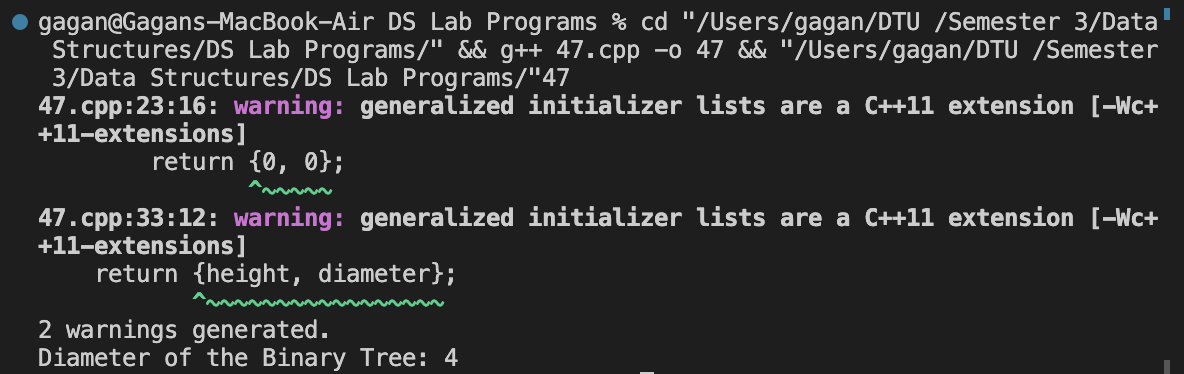 gagan@Gagans-MacBook-Air DS Lab Programs % cd "/Users/gagan/DTU /Semester 3/Data
 Structures/DS Lab Programs/" && g++ 47.cpp -o 47 && "/Users/gagan/DTU /Semester
 3/Data Structures/DS Lab Programs/"47
47.cpp:23:16: warning: generalized initializer lists are a C++11 extension [-Wc+
+11-extensions]
        return {0, 0};
               ^~~~~~
47.cpp:33:12: warning: generalized initializer lists are a C++11 extension [-Wc+
+11-extensions]
    return {height, diameter};
           ^~~~~~~~~~~~~~~~~~
2 warnings generated.
Diameter of the Binary Tree: 4